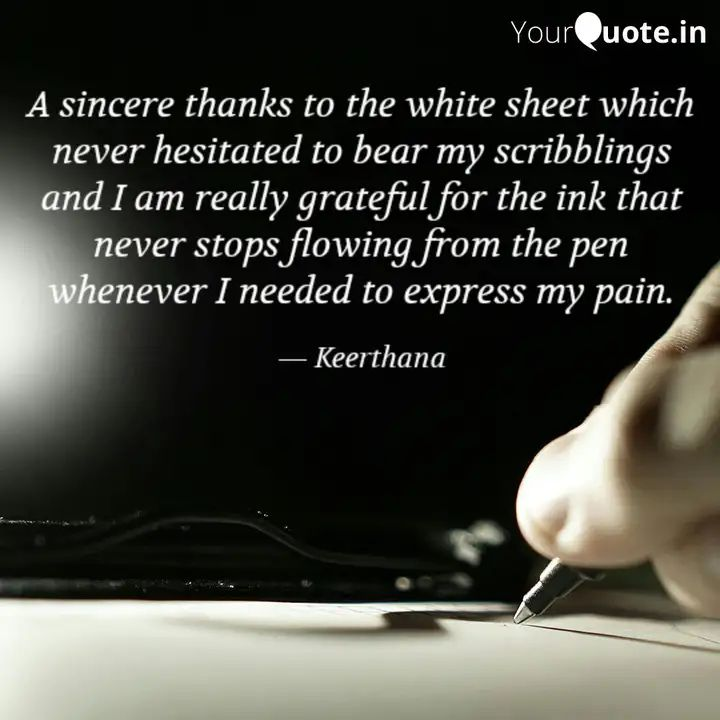 YourQuote.in
A sincere thanks to the white sheet which
never hesitated to bear my scribblings
and I am really grateful for the ink that
never stops flowing from the pen
whenever I needed to express my pain.
— Keerthana